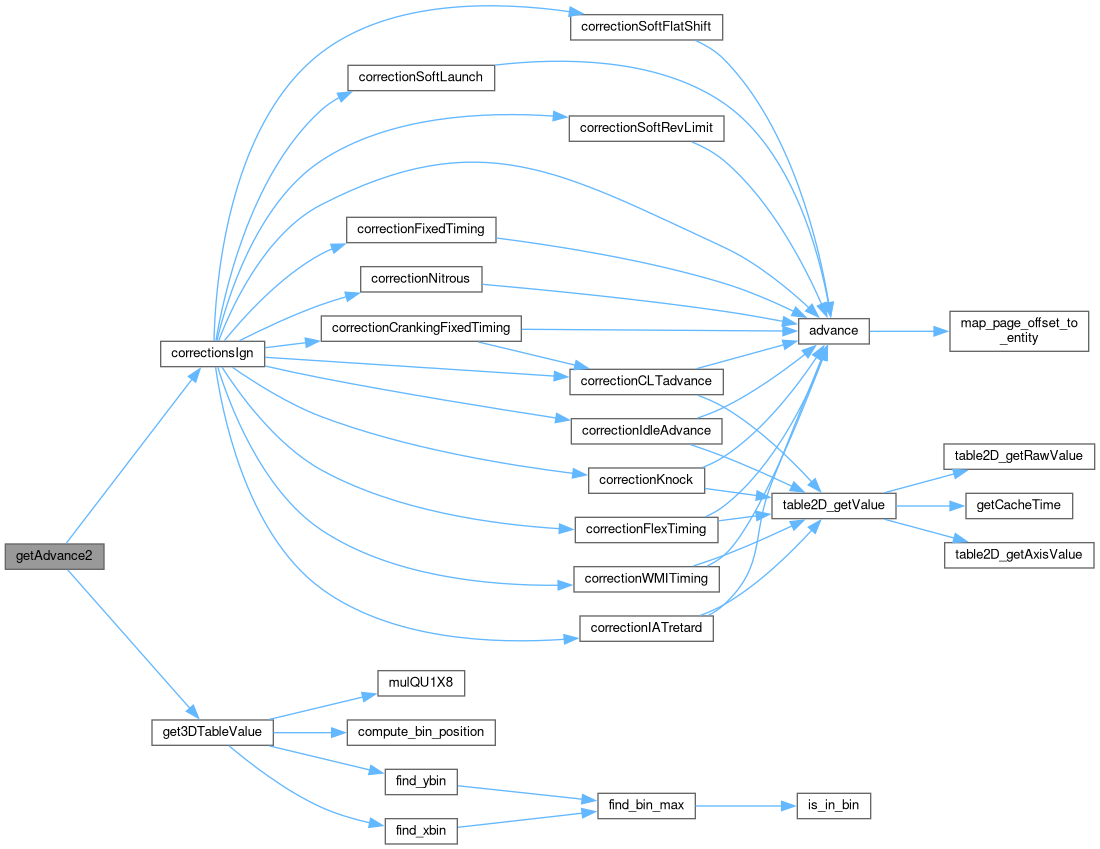 correctionSoftFlatShift
correctionSoftLaunch
correctionSoftRevLimit
correctionFixedTiming
correctionNitrous
correctionCrankingFixedTiming
advance
map_page_offset_to
_entity
correctionsIgn
correctionCLTadvance
correctionIdleAdvance
table2D_getRawValue
correctionKnock
table2D_getValue
getCacheTime
correctionFlexTiming
getAdvance2
table2D_getAxisValue
correctionWMITiming
correctionIATretard
mulQU1X8
get3DTableValue
compute_bin_position
find_ybin
find_bin_max
is_in_bin
find_xbin